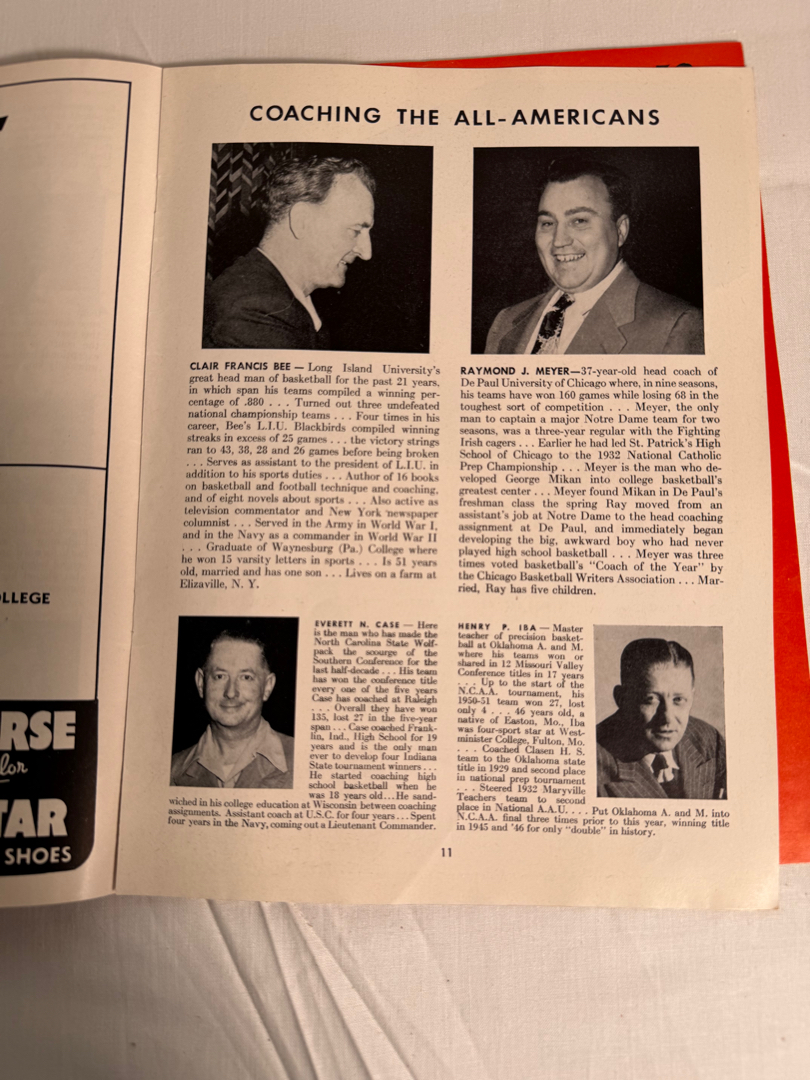 LLEGE
RSE
lor
TAR
SHOES
COACHING THE ALL-AMERICANS
CLAIR FRANCIS BEE — Long Island University's
great head man of basketball for the past 21 years,
in which span his teams compiled a winning per-
centage of .880 . . . Turned out three undefeated
national championship teams . . . Four times in his
career, Bee's L.I.U. Blackbirds compiled winning
streaks in excess of 25 games . . . the victory strings
ran to 43, 38, 28 and 26 games before being broken
. . . Serves as assistant to the president of L.I.U. in
addition to his sports duties . . . Author of 16 books
on basketball and football technique and coaching,
and of eight novels about sports . . . Also active as
television commentator and New York newspaper
columnist . . . Served in the Army in World War I,
and in the Navy as a commander in World War II
. . . Graduate of Waynesburg (Pa.) College where
he won 15 varsity letters in sports . . . Is 51 years
old, married and has one son . . . Lives on a farm at
Elizaville, N. Y.
RAYMOND J. MEYER—37-year-old head coach of
De Paul University of Chicago where, in nine seasons,
his teams have won 160 games while losing 68 in the
toughest sort of competition . . . Meyer, the only
man to captain a major Notre Dame team for two
seasons, was a three-year regular with the Fighting
Irish cagers . . . Earlier he had led St. Patrick's High
School of Chicago to the 1932 National Catholic
Prep Championship . . . Meyer is the man who de-
veloped George Mikan into college basketball's
greatest center . . . Meyer found Mikan in De Paul's
freshman class the spring Ray moved from an
assistant's job at Notre Dame to the head coaching
assignment at De Paul, and immediately began
developing the big, awkward boy who had never
played high school basketball . . . Meyer was three
times voted basketball's "Coach of the Year" by
the Chicago Basketball Writers Association . . . Mar-
ried, Ray has five children.
EVERETT N. CASE — Here
is the man who has made the
North Carolina State Wolf-
pack the scourge of the
Southern Conference for the
last half-decade . . . His team
has won the conference title
every one of the five years
Case has coached at Raleigh
. . . Overall they have won
135, lost 27 in the five-year
span . . . Case coached Frank-
lin, Ind., High School for 19
years and is the only man
ever to develop four Indiana
State tournament winners . . .
He started coaching high
school basketball when he
was 18 years old...He sand-
wiched in his college education at Wisconsin between coaching
assignments. Assistant coach at U.S.C. for four years... Spent
four years in the Navy, coming out a Lieutenant Commander.
HENRY P. IBA — Master
teacher of precision basket-
ball at Oklahoma A. and M.
where his teams won or
shared in 12 Missouri Valley
Conference titles in 17 years
. . . Up to the start of the
N.C.A.A. tournament, his
1950-51 team won 27, lost
only 4 . . . 46 years old, a
native of Easton, Mo., Iba
was four-sport star at West-
minister College, Fulton, Mo.
. . . Coached Clasen H. S.
team to the Oklahoma state
title in 1929 and second place
in national prep tournament
. . . Steered 1932 Maryville
Teachers team to second
place in National A.A.U. . . . Put Oklahoma A. and M. into
N.C.A.A. final three times prior to this year, winning title
in 1945 and '46 for only "double" in history.
11